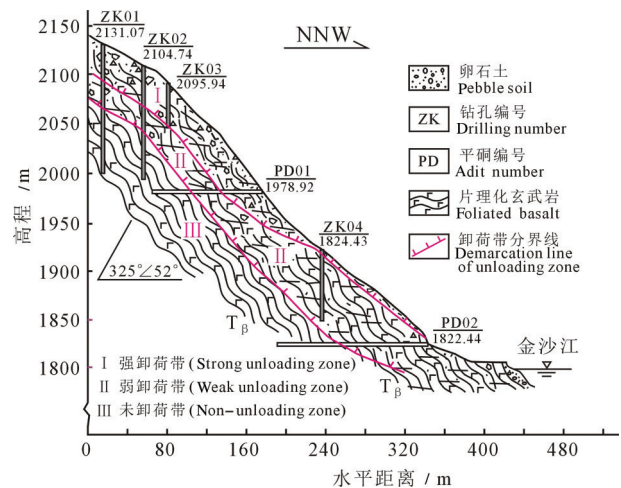 ZK01
2131.07
ZK02
2104.74
ZK03
2095.94
NNW
2150
2100
2050
2000
1950
1900
1850
1800
0
高程 / m
I
II
III
II
PD01
1978.92
ZK04
1824.43
PD02
1822.44
325°∠52°
Tβ
Tβ
金沙江
卵石土
Pebble soil
ZK
钻孔编号
Drilling number
PD
平硐编号
Adit number
片理化玄武岩
Foliated basalt
卸荷带分界线
Demarcation line
of unloading zone
I 强卸荷带(Strong unloading zone)
II 弱卸荷带(Weak unloading zone)
III 未卸荷带(Non-unloading zone)
0 80 160 240 320 400 480
水平距离 / m